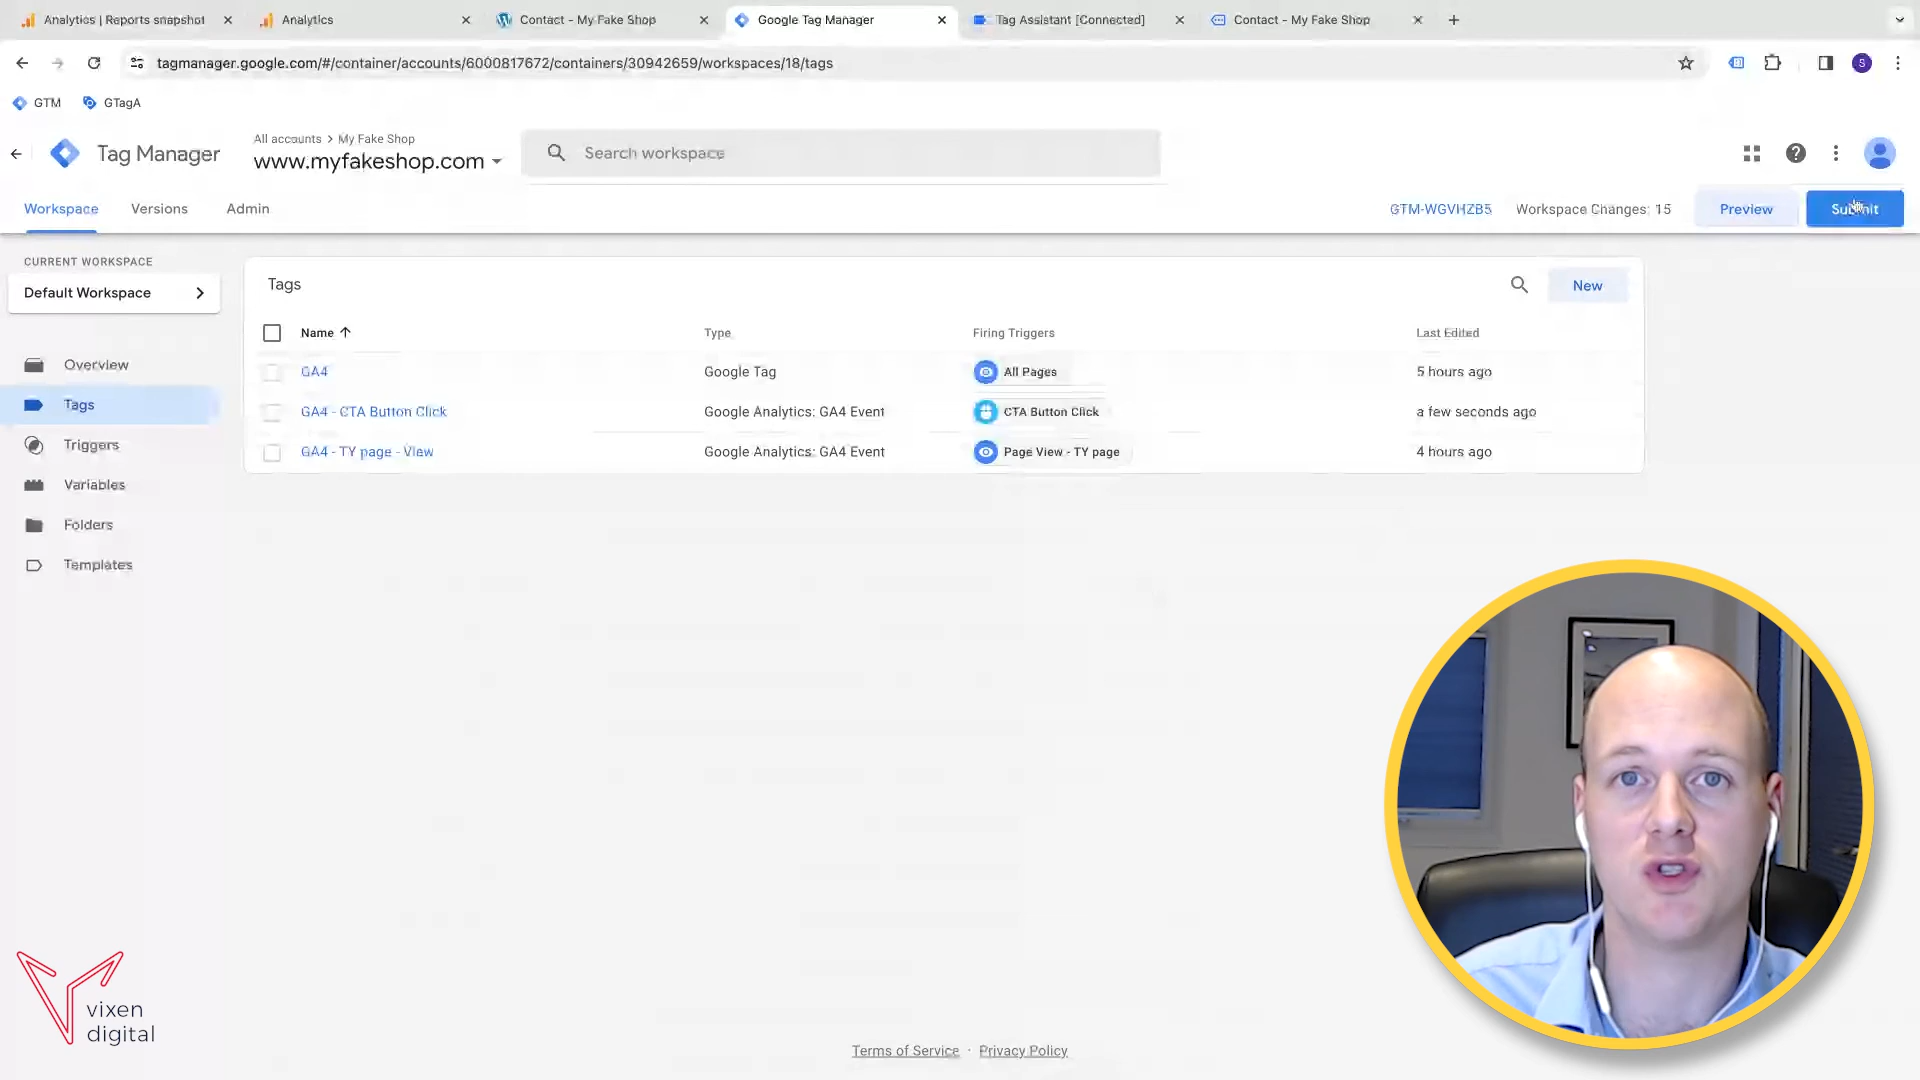 Analytics | Reports snapshot
Analytics
Contact - My Fake Shop
Google Tag Manager
Tag Assistant [Connected]
Contact - My Fake Shop
tagmanager.google.com/#/container/accounts/6000817672/containers/30942659/workspaces/18/tags
S
GTM
GTagA
Tag Manager
All accounts > My Fake Shop
www.myfakeshop.com
Search workspace
Workspace
Versions
Admin
GTM-WGVHZB5
Workspace Changes: 15
Preview
Submit
CURRENT WORKSPACE
Default Workspace
Overview
Tags
Triggers
Variables
Folders
Templates
Tags
New
Name
Type
Firing Triggers
Last Edited
GA4
Google Tag
All Pages
5 hours ago
GA4 - CTA Button Click
Google Analytics: GA4 Event
CTA Button Click
a few seconds ago
GA4 - TY page - View
Google Analytics: GA4 Event
Page View - TY page
4 hours ago
vixen
digital
Terms of Service · Privacy Policy